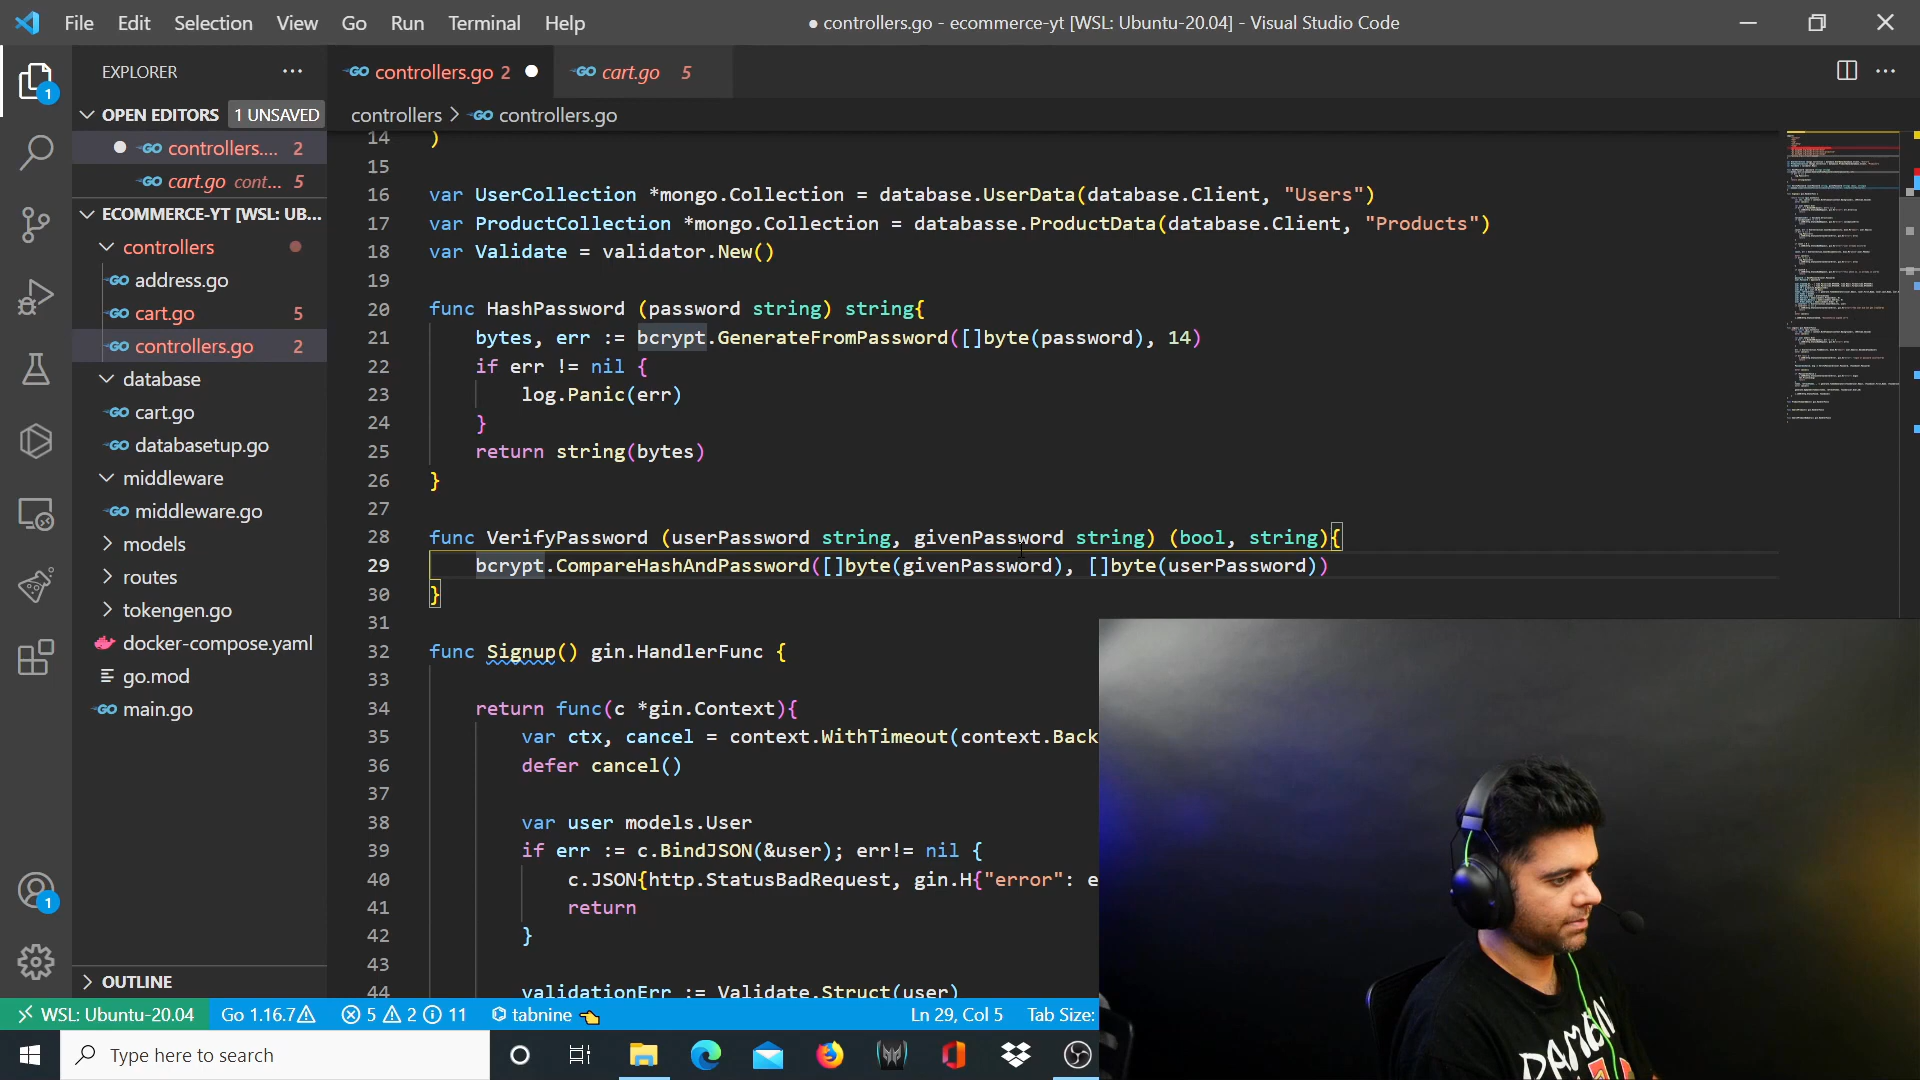 File Edit Selection View Go Run Terminal Help
● controllers.go - ecommerce-yt [WSL: Ubuntu-20.04] - Visual Studio Code
EXPLORER
OPEN EDITORS 1 UNSAVED
controllers.... 2
cart.go cont... 5
ECOMMERCE-YT [WSL: UB...
controllers
address.go
cart.go 5
controllers.go 2
database
cart.go
databasetup.go
middleware
middleware.go
models
routes
tokengen.go
docker-compose.yaml
go.mod
main.go
OUTLINE
1
1
controllers.go 2
cart.go 5
controllers > controllers.go
14 )
15
16 var UserCollection *mongo.Collection = database.UserData(database.Client, "Users")
17 var ProductCollection *mongo.Collection = databasse.ProductData(database.Client, "Products")
18 var Validate = validator.New()
19
20 func HashPassword (password string) string{
21 bytes, err := bcrypt.GenerateFromPassword([]byte(password), 14)
22 if err != nil {
23 log.Panic(err)
24 }
25 return string(bytes)
26 }
27
28 func VerifyPassword (userPassword string, givenPassword string) (bool, string){
29 bcrypt.CompareHashAndPassword([]byte(givenPassword), []byte(userPassword))
30 }
31
32 func Signup() gin.HandlerFunc {
33
34 return func(c *gin.Context){
35 var ctx, cancel = context.WithTimeout(context.Back
36 defer cancel()
37
38 var user models.User
39 if err := c.BindJSON(&user); err!= nil {
40 c.JSON{http.StatusBadRequest, gin.H{"error": e
41 return
42 }
43
44 validationErr := Validate.Struct(user)
WSL: Ubuntu-20.04 Go 1.16.7 5 2 11 tabnine Ln 29, Col 5 Tab Size:
Type here to search